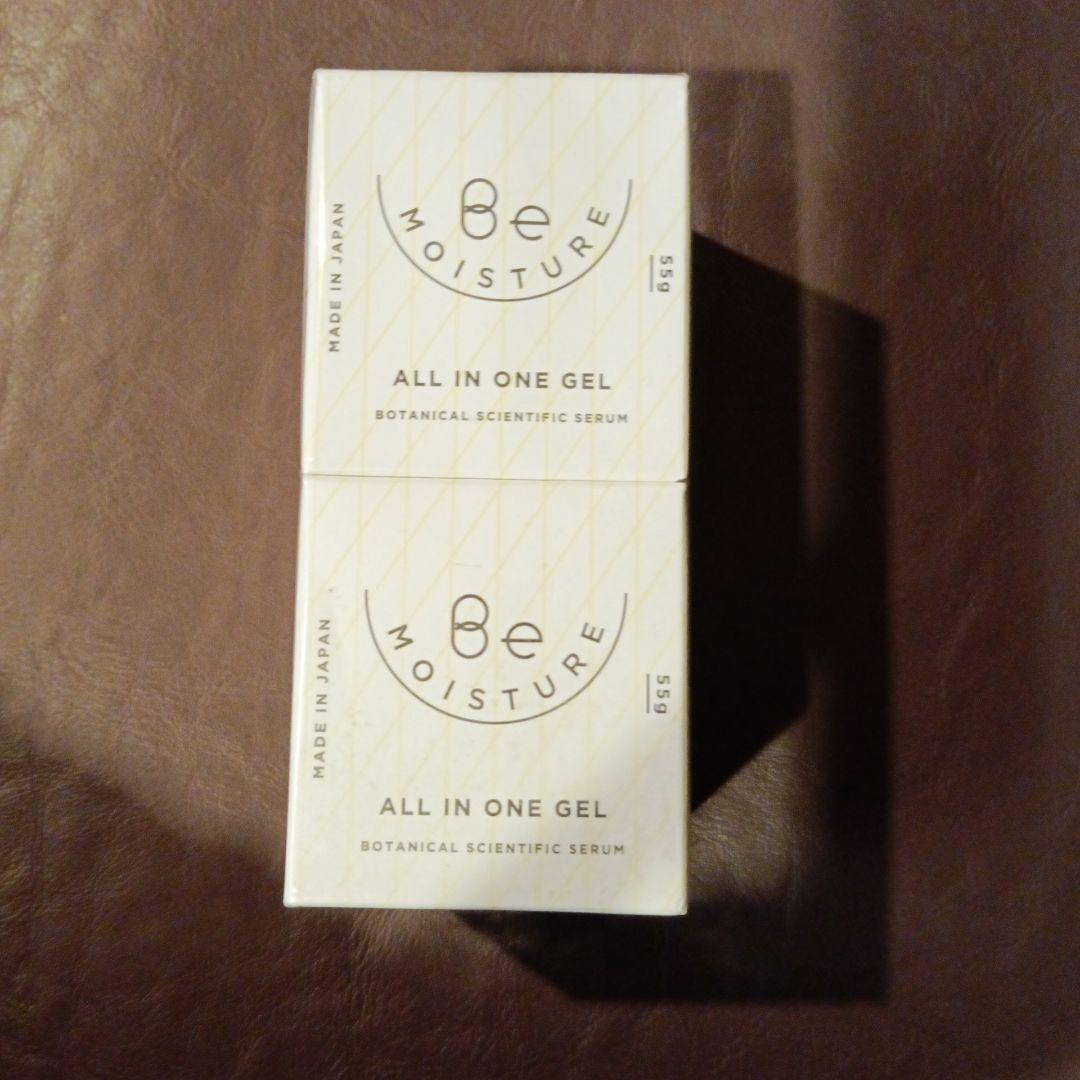 Be
MOISTURE
MADE IN JAPAN
55g
ALL IN ONE GEL
BOTANICAL SCIENTIFIC SERUM
Be
MOISTURE
MADE IN JAPAN
55g
ALL IN ONE GEL
BOTANICAL SCIENTIFIC SERUM